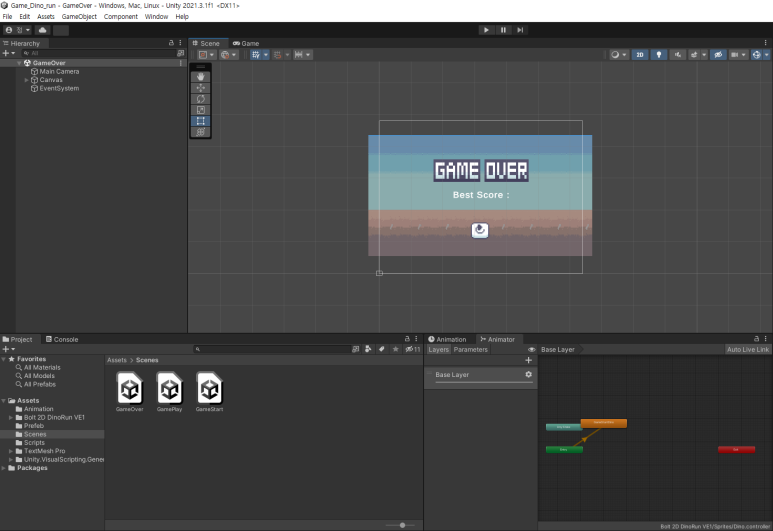 Game_Dino_run - GameOver - Windows, Mac, Linux - Unity 2021.3.1f1 <DX11>
File Edit Assets GameObject Component Window Help
Hierarchy
All
GameOver
Main Camera
Canvas
EventSystem
Scene Game
2D
GAME OVER
Best Score :
Project Console
Favorites
All Materials
All Models
All Prefabs
Assets
Animation
Bolt 2D DinoRun VE1
Prefeb
Scenes
Scripts
TextMesh Pro
Unity.VisualScripting.Gener
Packages
11
Assets > Scenes
GameOver GamePlay GameStart
Animation Animator
Layers Parameters
Base Layer Auto Live Link
Base Layer
Bolt 2D DinoRun VE1/Sprites/Dino.controller